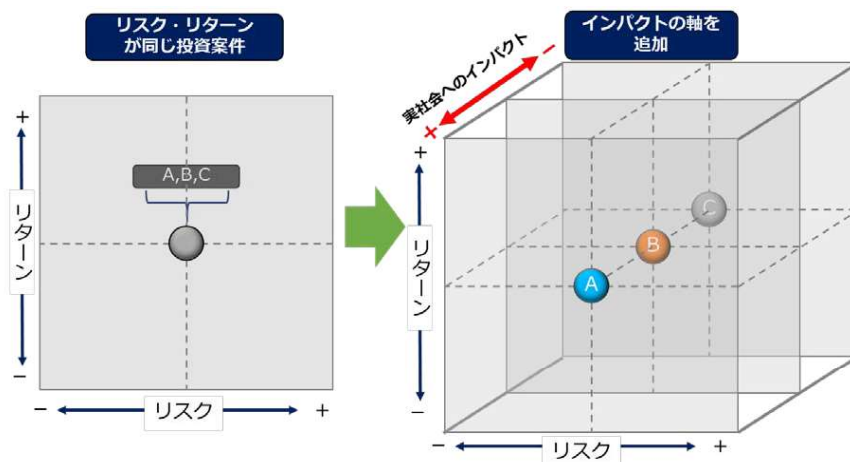 リスク・リターン
が同じ投資案件
+
リターン
−
A,B,C
− リスク +
インパクトの軸を
追加
実社会へのインパクト
+
−
+
リターン
−
A
B
C
− リスク +